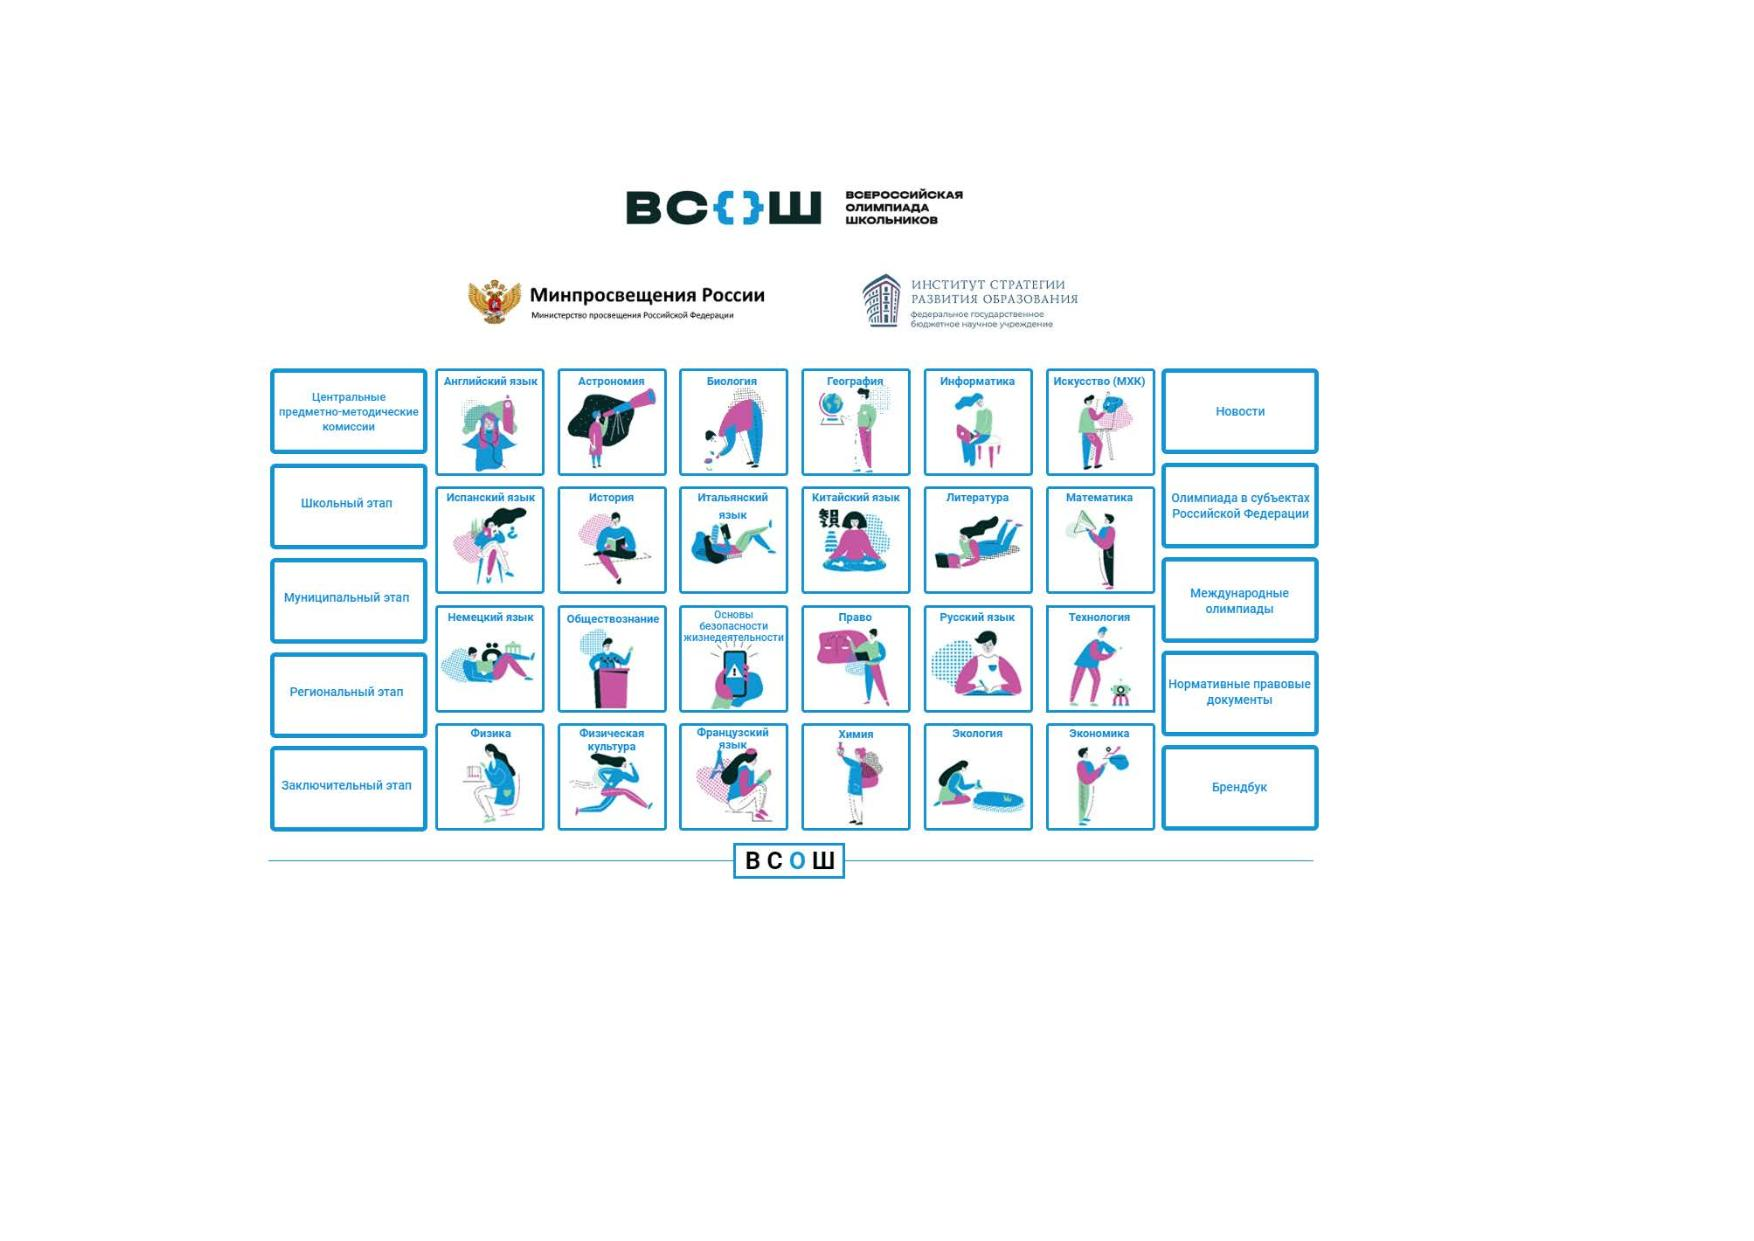 ВСОШ
ВСЕРОССИЙСКАЯ
ОЛИМПИАДА
ШКОЛЬНИКОВ
Минпросвещения России
Министерство просвещения Российской Федерации
ИНСТИТУТ СТРАТЕГИИ
РАЗВИТИЯ ОБРАЗОВАНИЯ
федеральное государственное
бюджетное научное учреждение
Центральные
предметно-методические
комиссии
Английский язык
Астрономия
Биология
География
Информатика
Искусство (МХК)
Новости
Школьный этап
Испанский язык
История
Итальянский
язык
Китайский язык
Литература
Математика
Олимпиада в субъектах
Российской Федерации
Муниципальный этап
Немецкий язык
Обществознание
Основы
безопасности
жизнедеятельности
Право
Русский язык
Технология
Международные
олимпиады
Региональный этап
Нормативные правовые
документы
Заключительный этап
Физика
Физическая
культура
Французский
язык
Химия
Экология
Экономика
Брендбук
ВСОШ